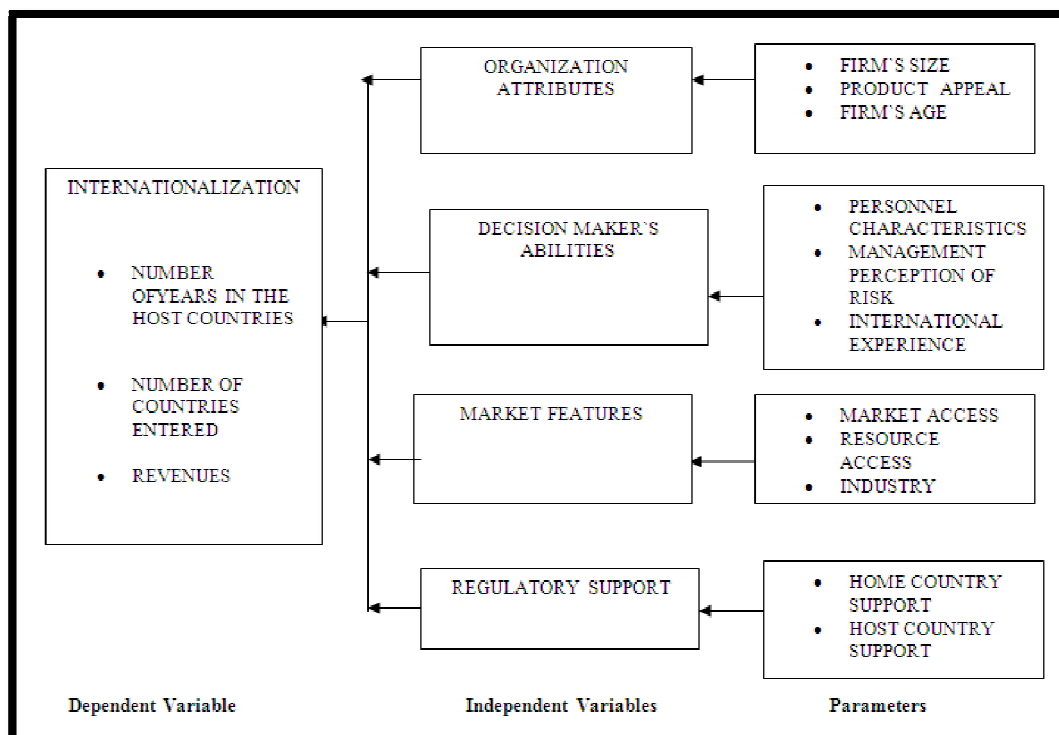 ORGANIZATION
ATTRIBUTES
• FIRM`S SIZE
• PRODUCT APPEAL
• FIRM`S AGE
INTERNATIONALIZATION
• NUMBER
OFYEARS IN THE
HOST COUNTRIES
• NUMBER OF
COUNTRIES
ENTERED
• REVENUES
DECISION MAKER`S
ABILITIES
• PERSONNEL
CHARACTERISTICS
• MANAGEMENT
PERCEPTION OF
RISK
• INTERNATIONAL
EXPERIENCE
MARKET FEATURES
• MARKET ACCESS
• RESOURCE
ACCESS
• INDUSTRY
REGULATORY SUPPORT
• HOME COUNTRY
SUPPORT
• HOST COUNTRY
SUPPORT
Dependent Variable
Independent Variables
Parameters